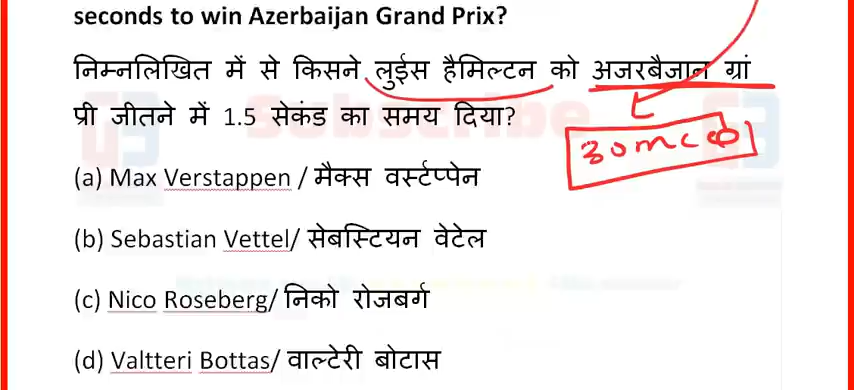 seconds to win Azerbaijan Grand Prix?
निम्नलिखित में से किसने लुईस हैमिल्टन को अजरबैजान ग्रां
प्री जीतने में 1.5 सेकंड का समय दिया?
Subscribe
(a) Max Verstappen / मैक्स वर्स्टप्पेन
(b) Sebastian Vettel/ सेबस्टियन वेटेल
(c) Nico Roseberg/ निको रोजबर्ग
(d) Valtteri Bottas/ वाल्टेरी बोटास